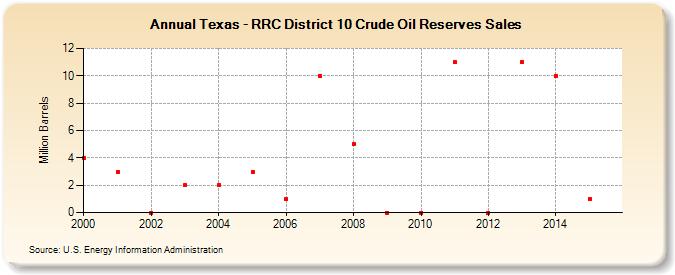 Annual Texas - RRC District 10 Crude Oil Reserves Sales
Million Barrels
12
10
8
6
4
2
0
2000 2002 2004 2006 2008 2010 2012 2014
Source: U.S. Energy Information Administration